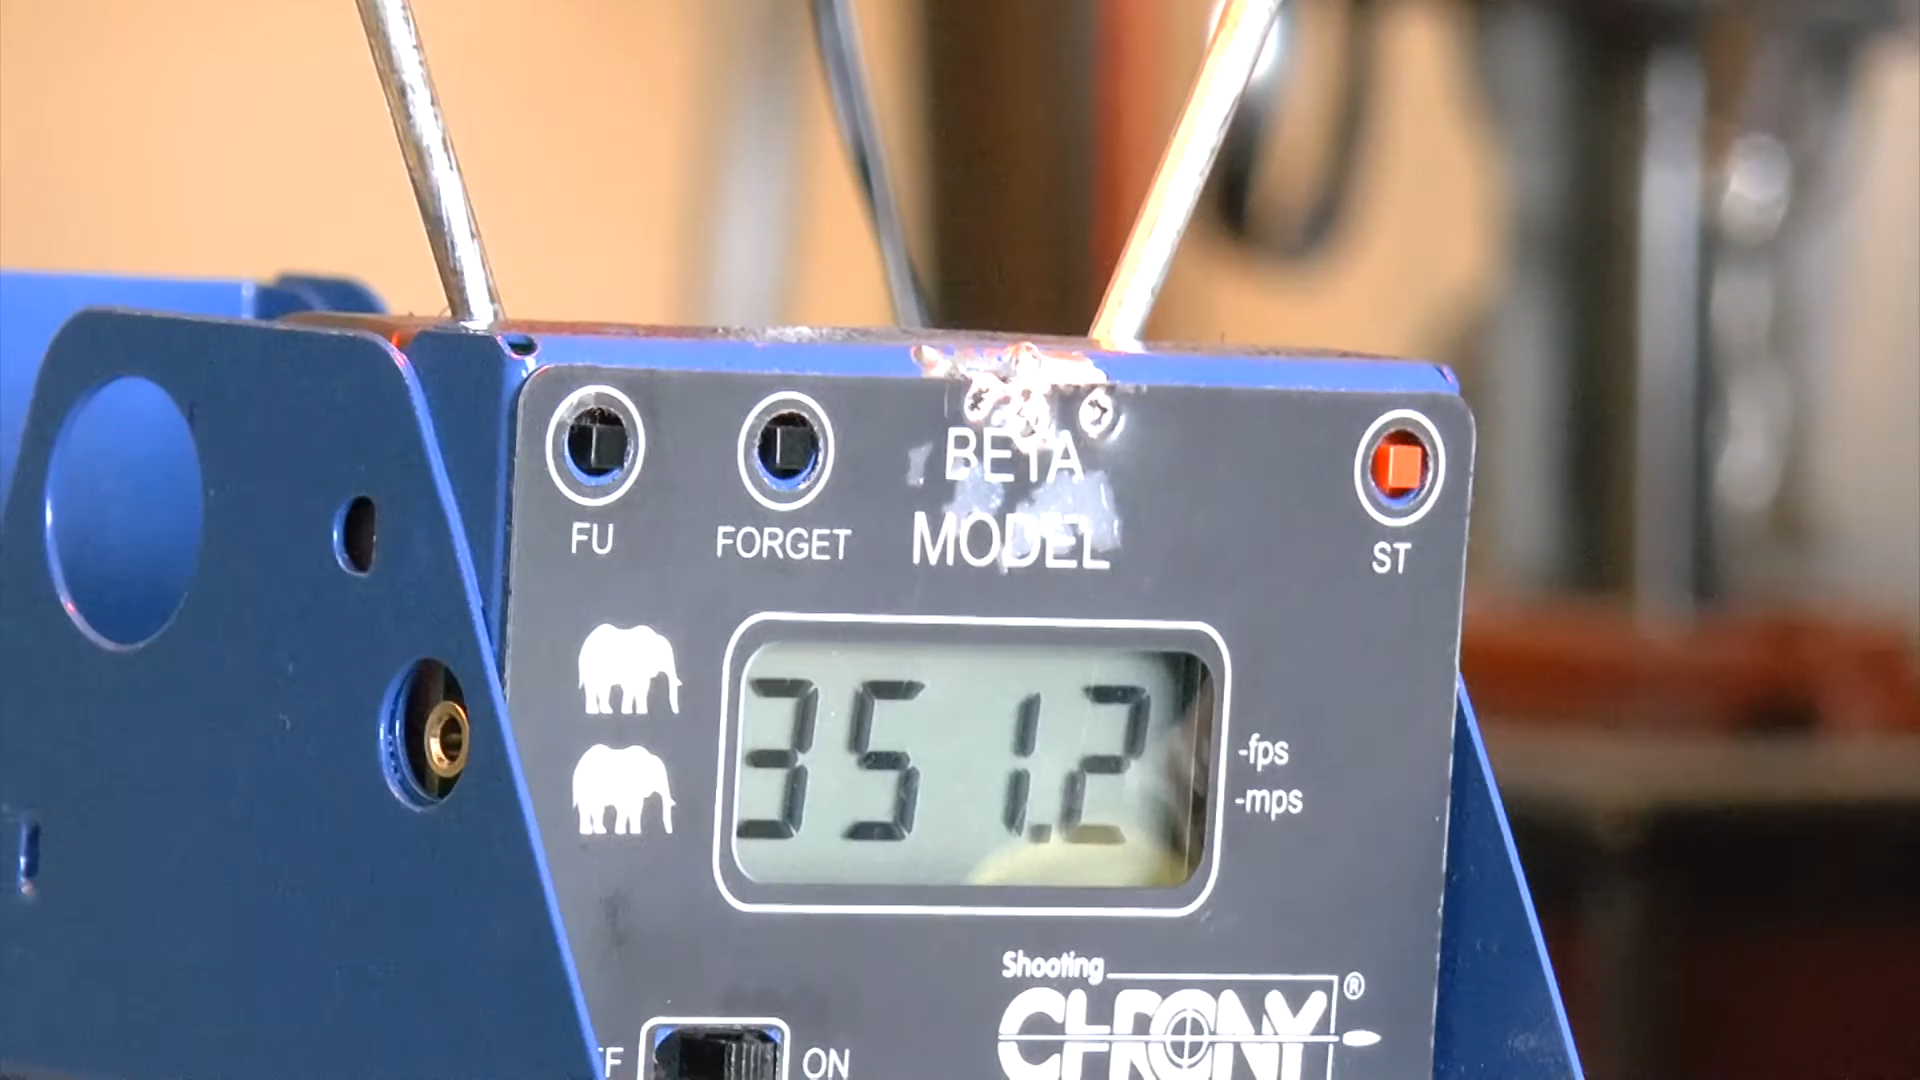 BETA
MODEL
FU
FORGET
ST
351.2
-fps
-mps
Shooting
CHRONY ®
ON